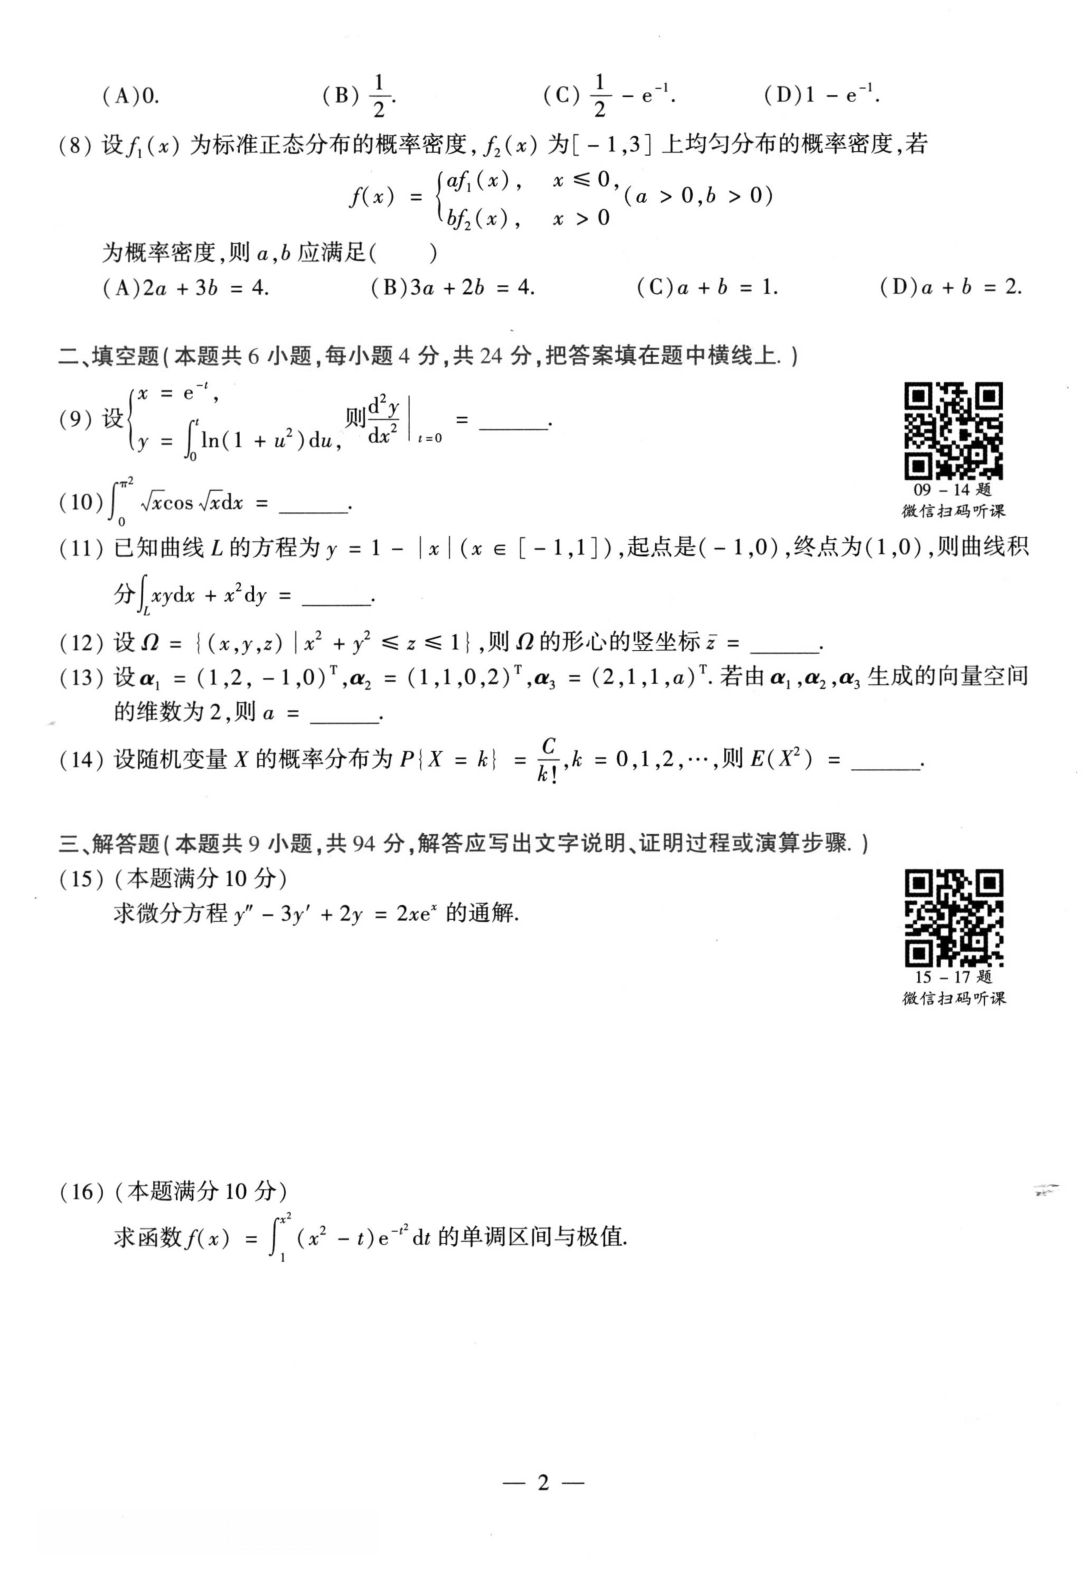 (A)0. (B)1/2. (C)1/2 - e⁻¹. (D)1 - e⁻¹.
(8) 设f₁(x) 为标准正态分布的概率密度,f₂(x) 为[-1,3] 上均匀分布的概率密度,若
f(x) = {af₁(x), x ≤ 0, bf₂(x), x > 0 (a > 0,b > 0)
为概率密度,则 a,b 应满足( )
(A)2a + 3b = 4. (B)3a + 2b = 4. (C)a + b = 1. (D)a + b = 2.
二、填空题(本题共 6 小题,每小题 4 分,共 24 分,把答案填在题中横线上.)
(9) 设{x = e⁻ᵗ, y = ∫₀ᵗ ln(1 + u²)du, 则 d²y/dx² |ₜ₌₀ = ______.
09 - 14 题
微信扫码听课
(10) ∫₀^(π²) √x cos √x dx = ______.
(11) 已知曲线 L 的方程为 y = 1 - |x| (x ∈ [-1,1]),起点是(-1,0),终点为(1,0),则曲线积
分∫_L xydx + x²dy = ______.
(12) 设 Ω = {(x,y,z) | x² + y² ≤ z ≤ 1},则 Ω 的形心的竖坐标 z̄ = ______.
(13) 设 α₁ = (1,2,-1,0)ᵀ,α₂ = (1,1,0,2)ᵀ,α₃ = (2,1,1,a)ᵀ. 若由 α₁,α₂,α₃ 生成的向量空间
的维数为 2,则 a = ______.
(14) 设随机变量 X 的概率分布为 P{X = k} = C/k!,k = 0,1,2,…,则 E(X²) = ______.
三、解答题(本题共 9 小题,共 94 分,解答应写出文字说明、证明过程或演算步骤.)
(15) (本题满分 10 分)
求微分方程 y″ - 3y′ + 2y = 2xeˣ 的通解.
15 - 17 题
微信扫码听课
(16) (本题满分 10 分)
求函数 f(x) = ∫₁^(x²) (x² - t)e^(-t²) dt 的单调区间与极值.
— 2 —